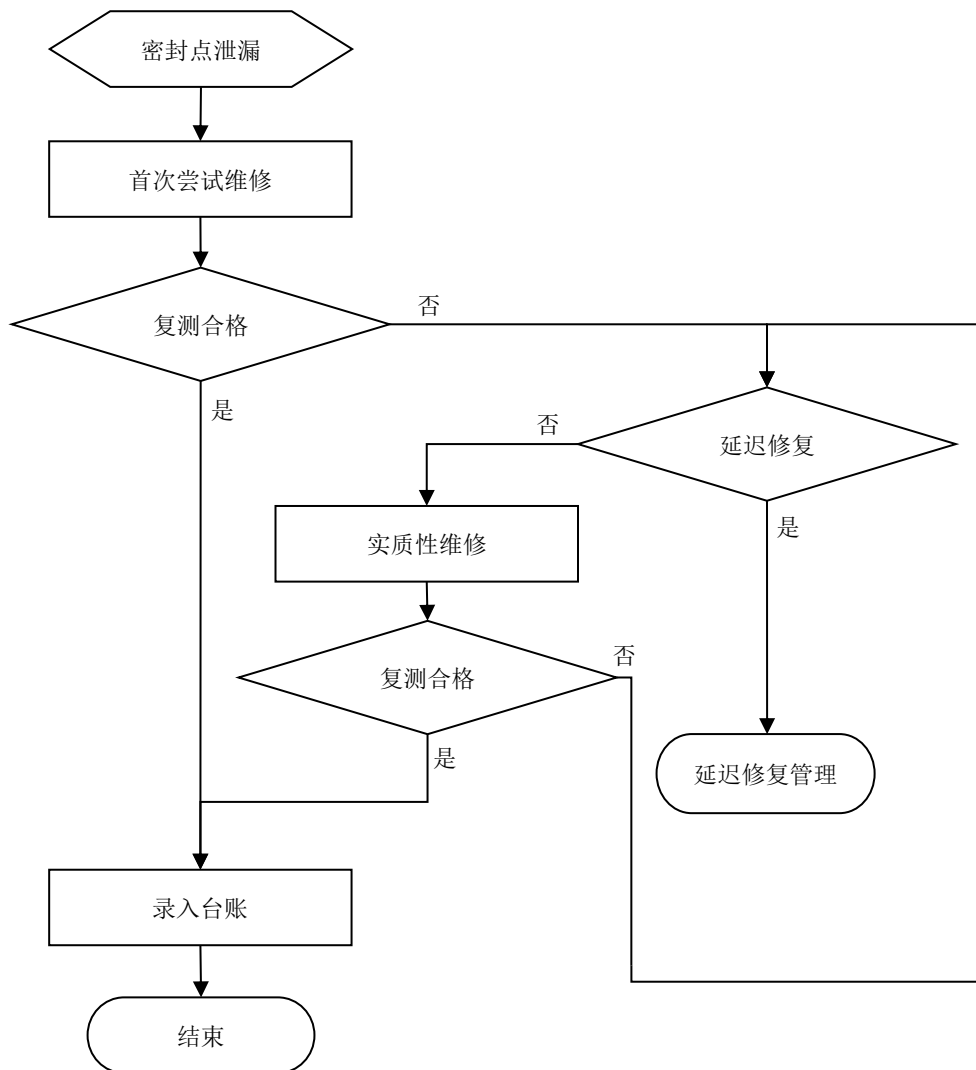 密封点泄漏
首次尝试维修
复测合格
否
是
延迟修复
否
是
实质性维修
复测合格
否
是
延迟修复管理
录入台账
结束